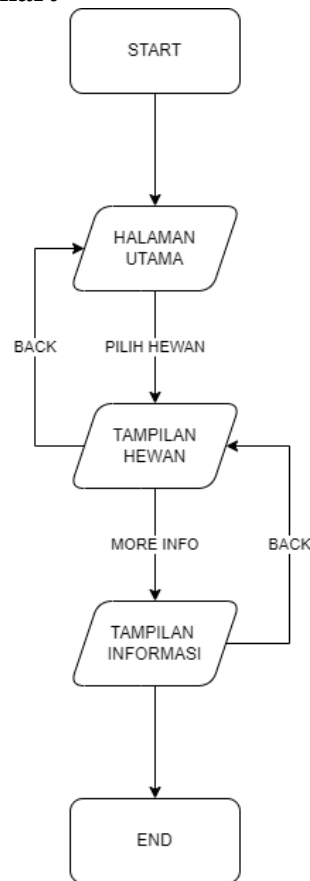 START
HALAMAN
UTAMA
BACK
PILIH HEWAN
TAMPILAN
HEWAN
MORE INFO
BACK
TAMPILAN
INFORMASI
END